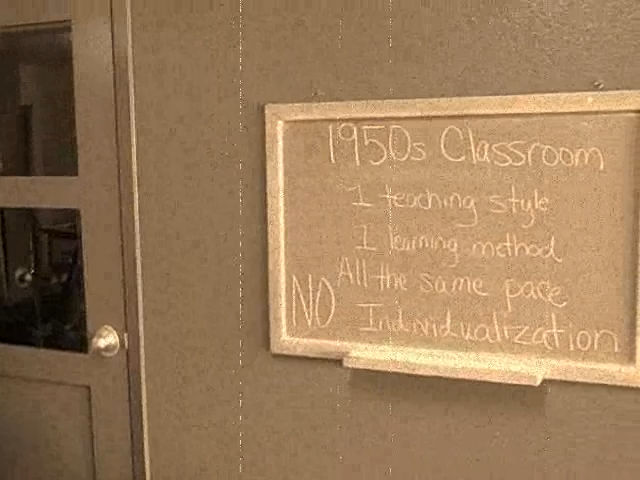 1950s Classroom
1 teaching style
1 learning method
All the same pace
NO Individualization